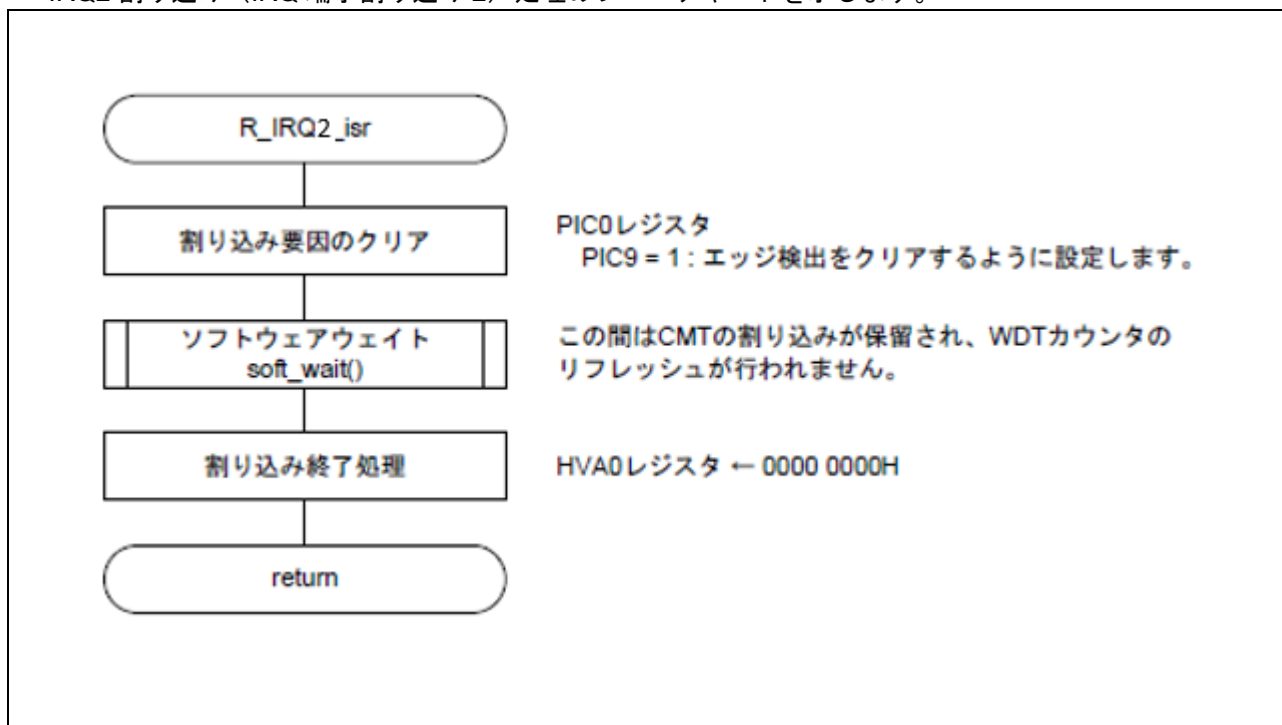 R_IRQ2_isr
割り込み要因のクリア
PIC0レジスタ
PIC9 = 1 : エッジ検出をクリアするように設定します。
ソフトウェアウェイト
soft_wait()
この間はCMTの割り込みが保留され、WDTカウンタの
リフレッシュが行われません。
割り込み終了処理
HVA0レジスタ ← 0000 0000H
return